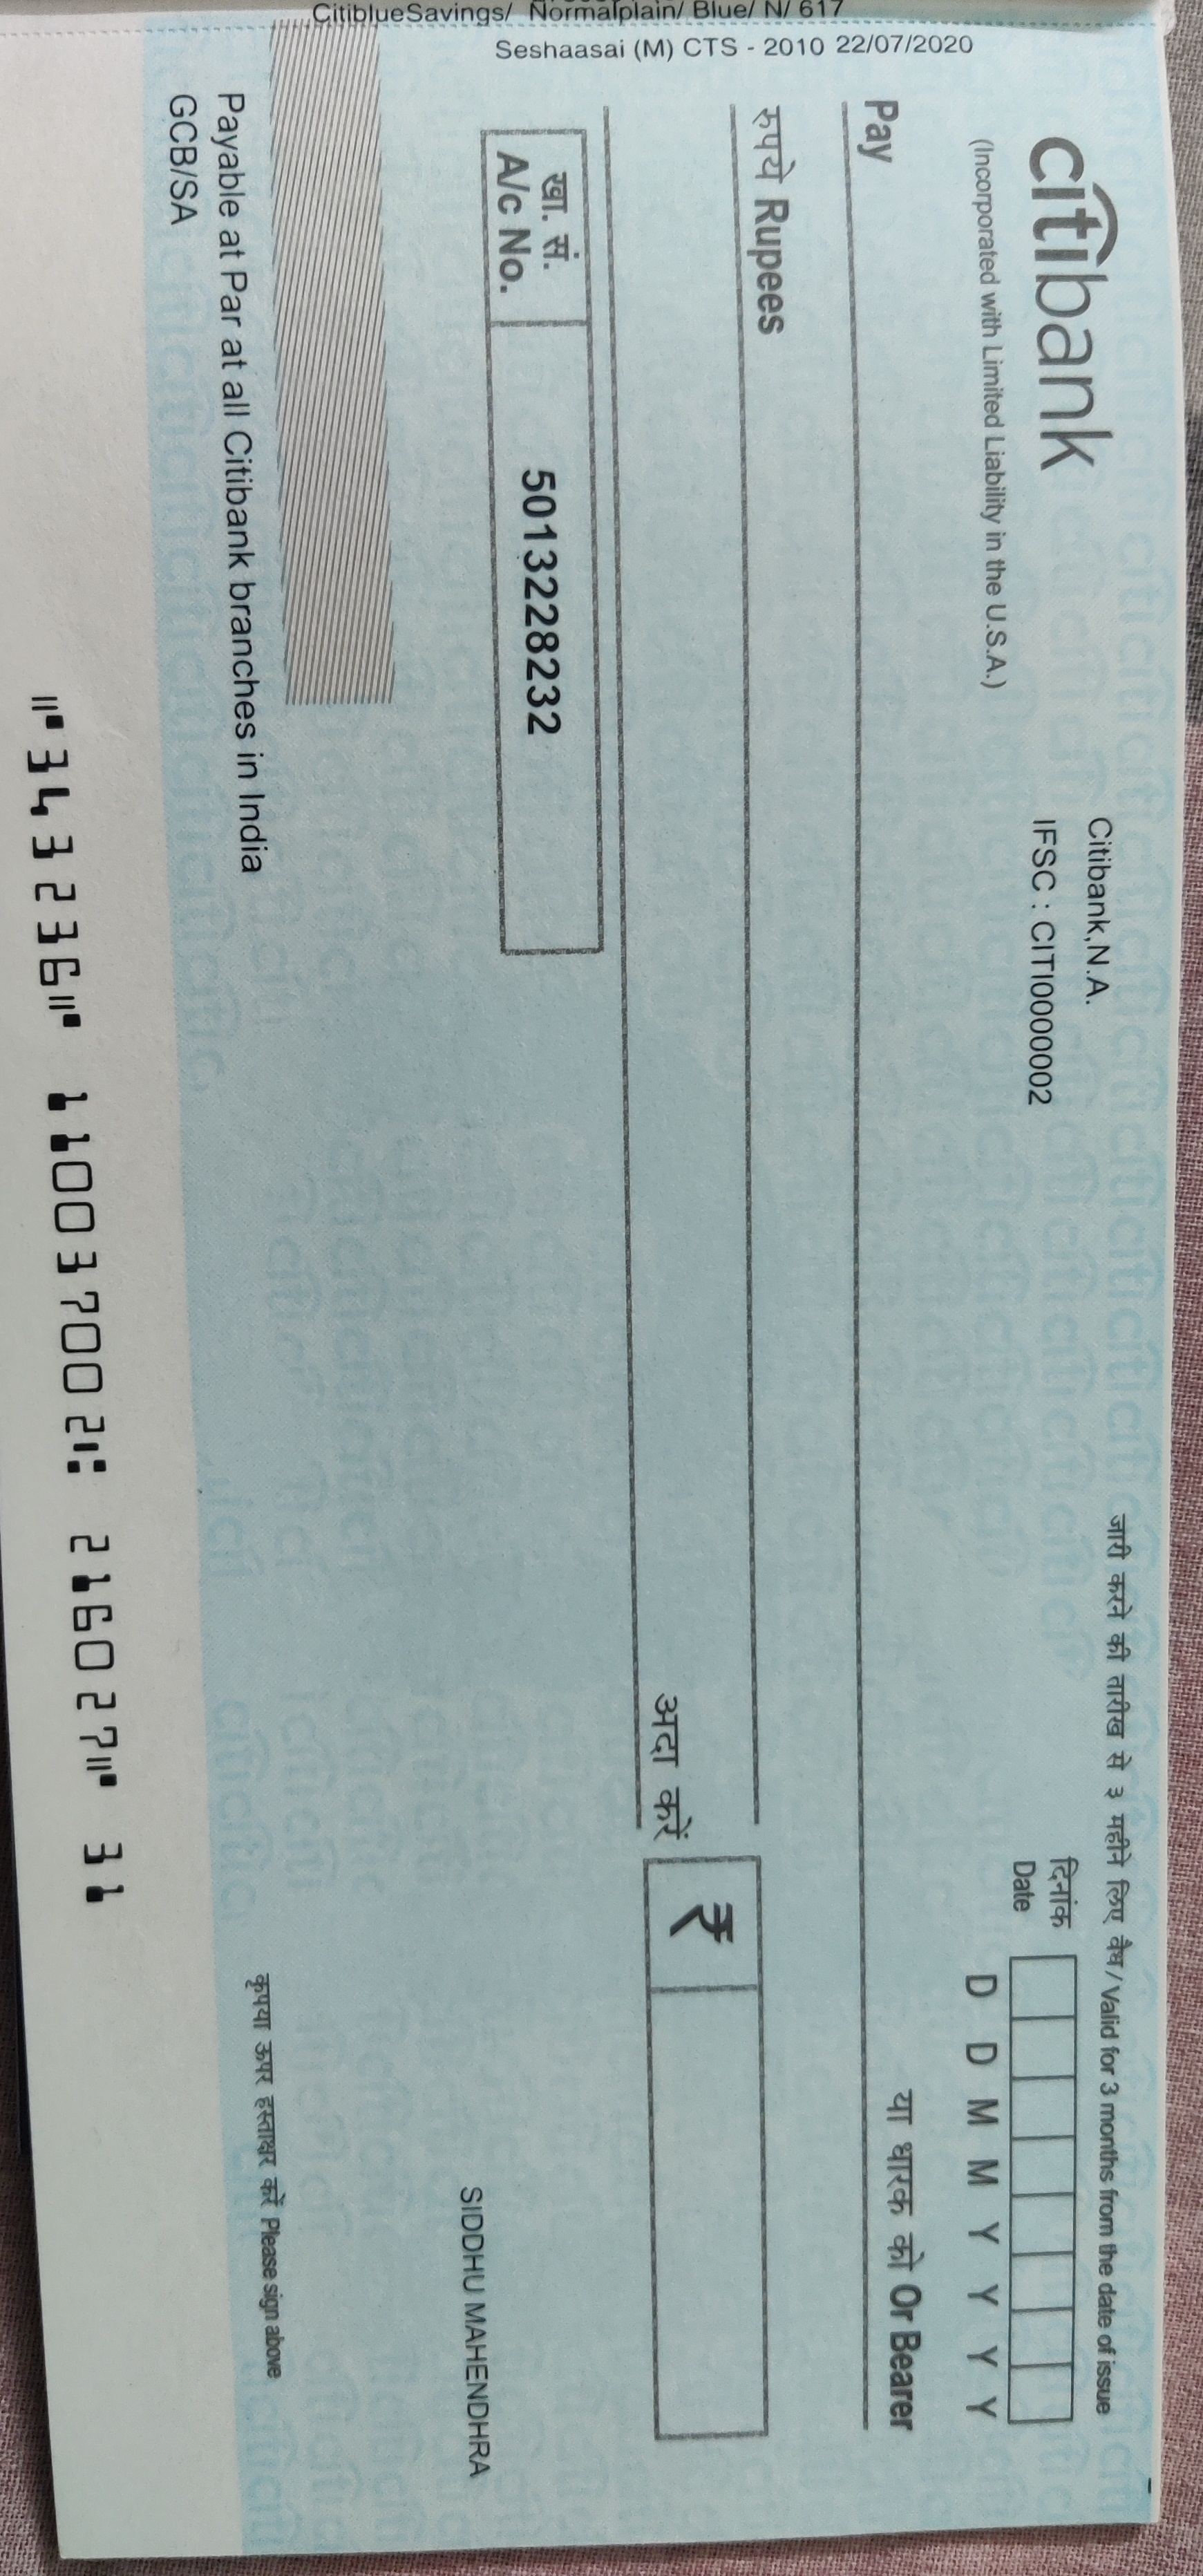 citibank
(Incorporated with Limited Liability in the U.S.A.)
Citibank,N.A.
IFSC : CITI0000002
जारी करने की तारीख से ३ महीने लिए वैध/Valid for 3 months from the date of issue
दिनांक
Date
D D M M Y Y Y Y
Pay
या धारक को Or Bearer
रुपये Rupees
अदा करें
₹
खा. सं.
A/c No.
5013228232
SIDDHU MAHENDHRA
कृपया ऊपर हस्ताक्षर करें Please sign above
Payable at Par at all Citibank branches in India
GCB/SA
⑈343236⑈ 110037002⑆ 216027⑈ 31
Seshaasai (M) CTS - 2010 22/07/2020
CitiblueSavings/ Normalplain/ Blue/ N/ 617